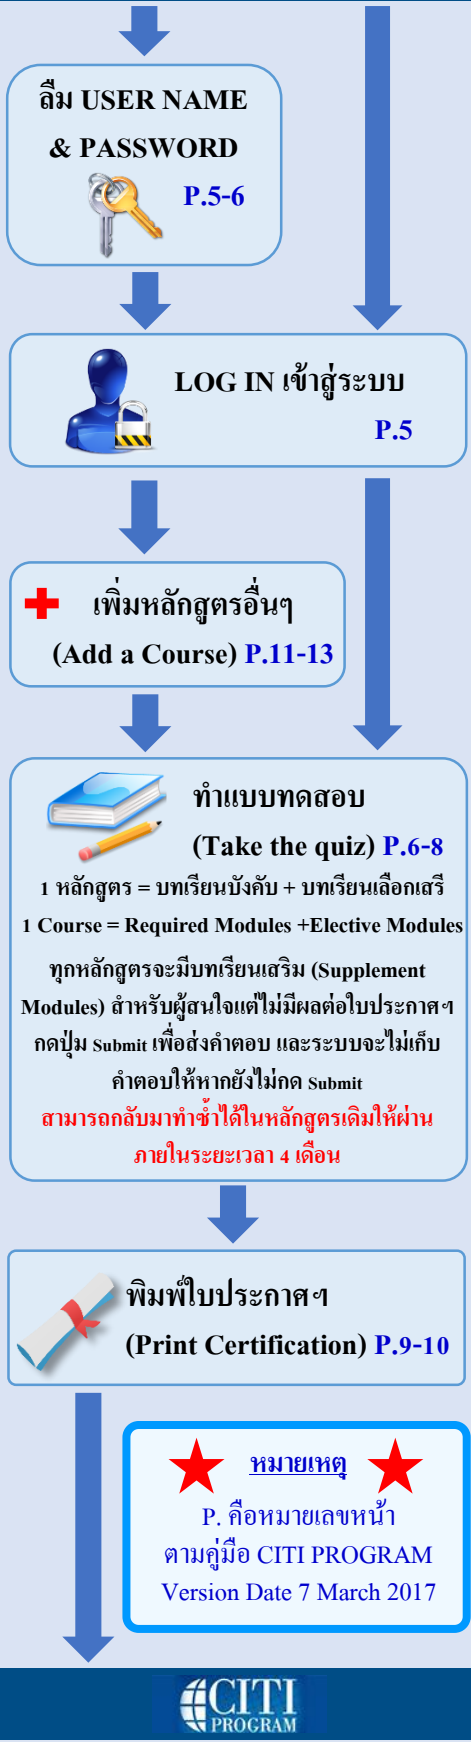 ลืม USER NAME
& PASSWORD
P.5-6
LOG IN เข้าสู่ระบบ
P.5
เพิ่มหลักสูตรอื่นๆ
(Add a Course) P.11-13
ทำแบบทดสอบ
(Take the quiz) P.6-8
1 หลักสูตร = บทเรียนบังคับ + บทเรียนเลือกเสรี
1 Course = Required Modules +Elective Modules
ทุกหลักสูตรจะมีบทเรียนเสริม (Supplement
Modules) สำหรับผู้สนใจแต่ไม่มีผลต่อใบประกาศฯ
กดปุ่ม Submit เพื่อส่งคำตอบ และระบบจะไม่เก็บ
คำตอบให้หากยังไม่กด Submit
สามารถกลับมาทำซ้ำได้ในหลักสูตรเดิมให้ผ่าน
ภายในระยะเวลา 4 เดือน
พิมพ์ใบประกาศฯ
(Print Certification) P.9-10
หมายเหตุ
P. คือหมายเลขหน้า
ตามคู่มือ CITI PROGRAM
Version Date 7 March 2017
CITI
PROGRAM